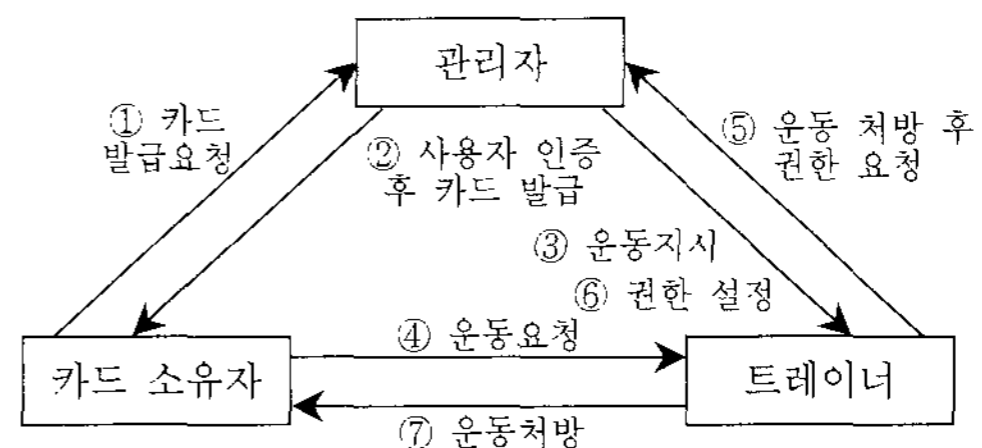 관리자
① 카드
발급요청
② 사용자 인증
후 카드 발급
⑤ 운동 처방 후
권한 요청
③ 운동지시
⑥ 권한 설정
④ 운동요청
카드 소유자
트레이너
⑦ 운동처방